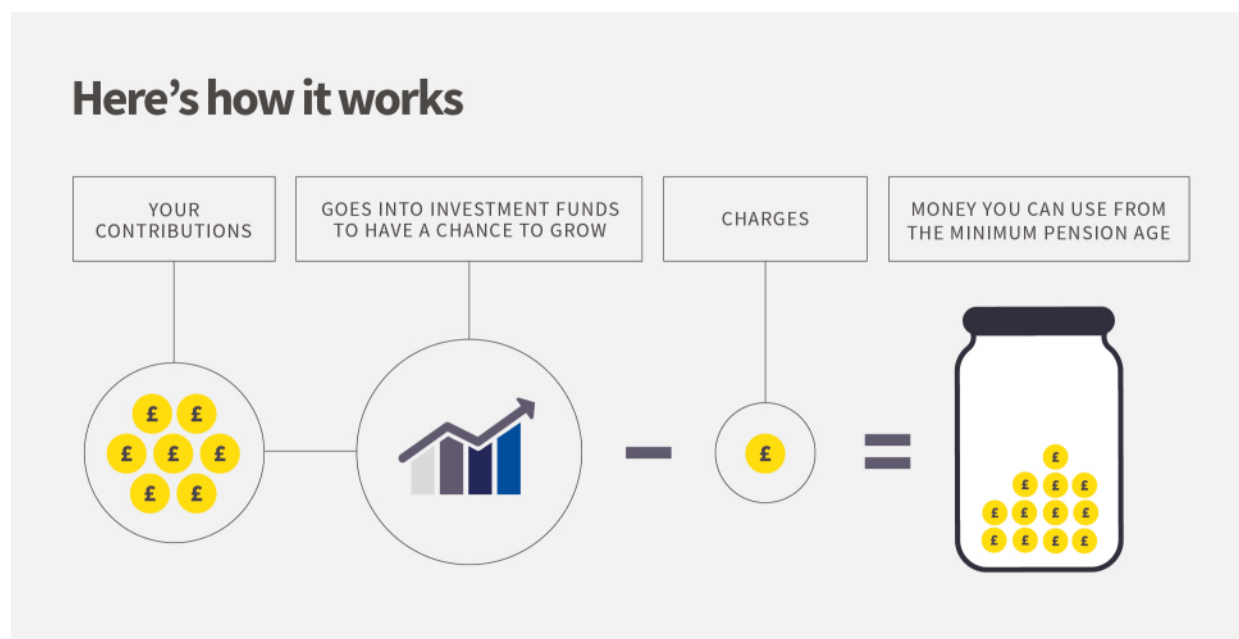 Here's how it works
YOUR
CONTRIBUTIONS
GOES INTO INVESTMENT FUNDS
TO HAVE A CHANCE TO GROW
CHARGES
MONEY YOU CAN USE FROM
THE MINIMUM PENSION AGE
£ £
£ £ £
£ £
£
£
£ £ £
£ £ £ £
£ £ £ £